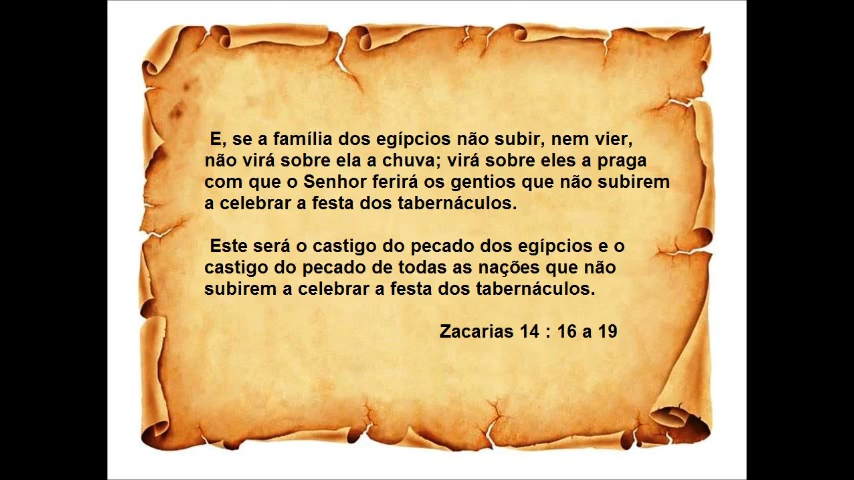 E, se a família dos egípcios não subir, nem vier,
não virá sobre ela a chuva; virá sobre eles a praga
com que o Senhor ferirá os gentios que não subirem
a celebrar a festa dos tabernáculos.
Este será o castigo do pecado dos egípcios e o
castigo do pecado de todas as nações que não
subirem a celebrar a festa dos tabernáculos.
Zacarias 14 : 16 a 19